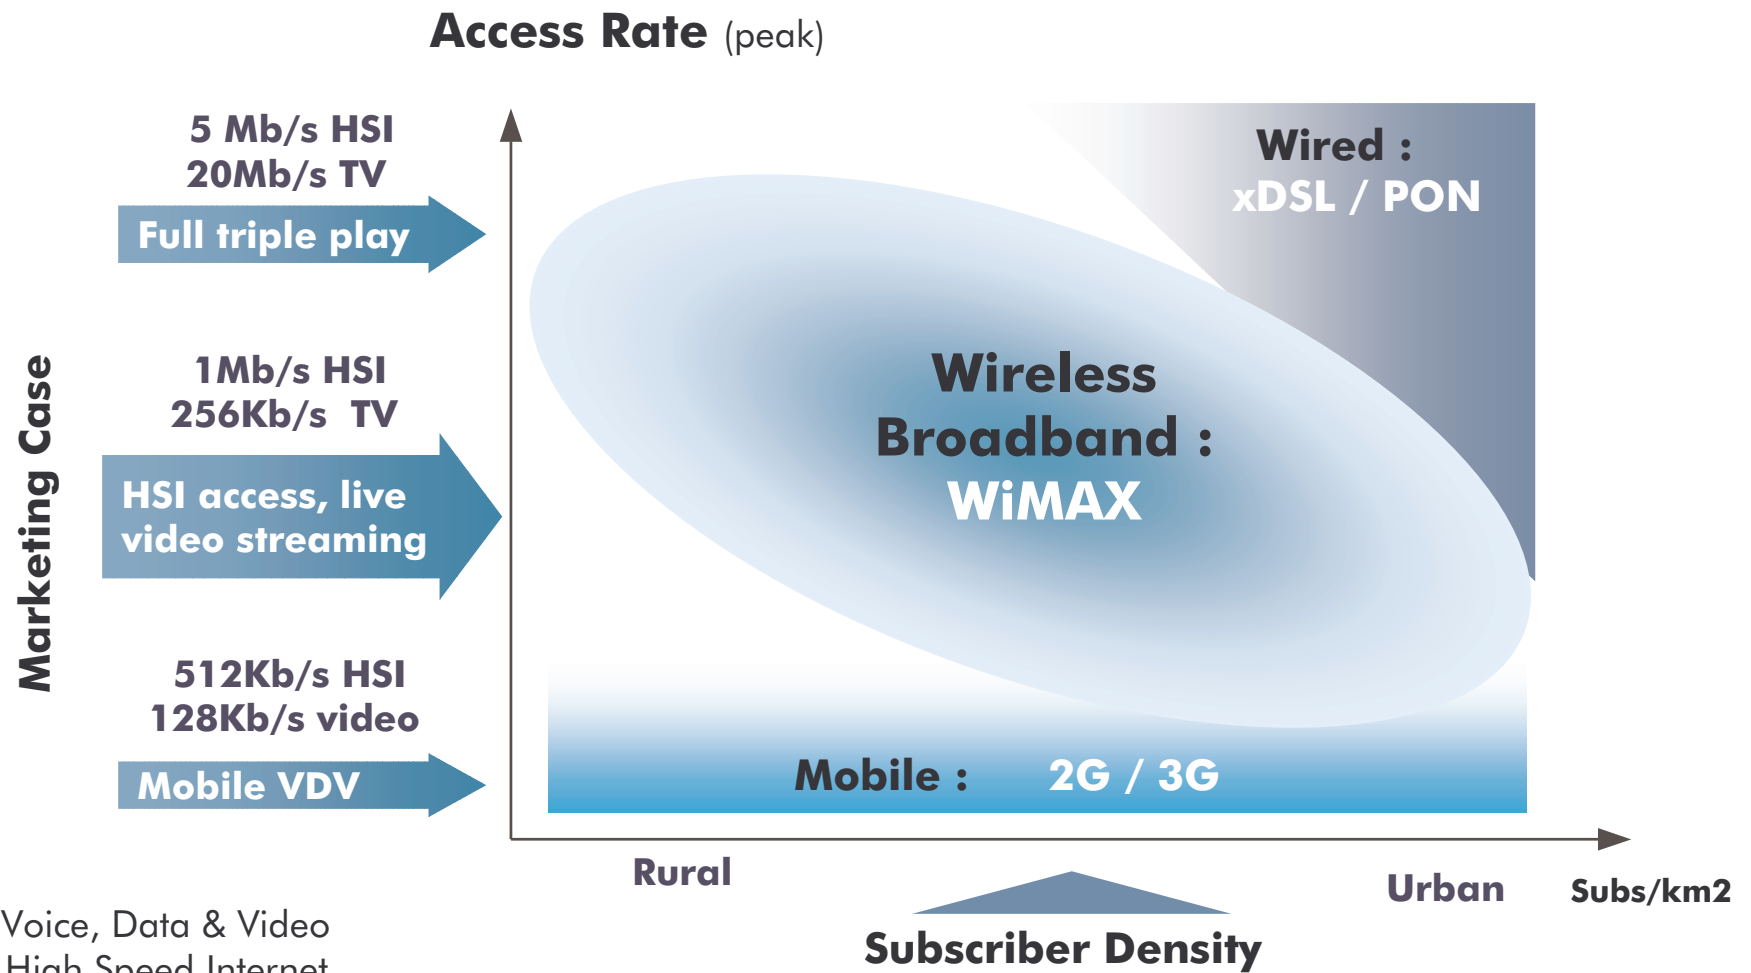 Access Rate (peak)
5 Mb/s HSI
20Mb/s TV
Full triple play
Wired :
xDSL / PON
Marketing Case
1Mb/s HSI
256Kb/s TV
HSI access, live
video streaming
Wireless
Broadband :
WiMAX
512Kb/s HSI
128Kb/s video
Mobile VDV
Mobile : 2G / 3G
Rural
Urban
Subs/km2
Subscriber Density
Voice, Data & Video
High Speed Internet